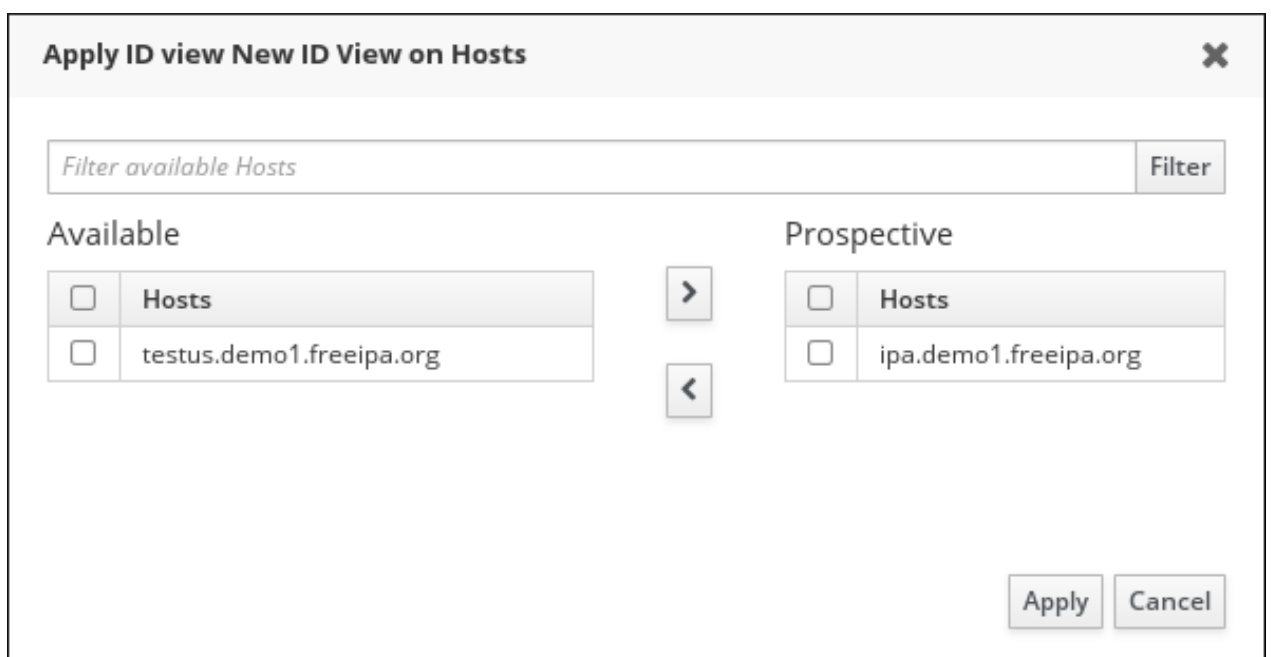 Apply ID view New ID View on Hosts
Filter available Hosts
Filter
Available
Prospective
Hosts
Hosts
testus.demo1.freeipa.org
ipa.demo1.freeipa.org
Apply
Cancel